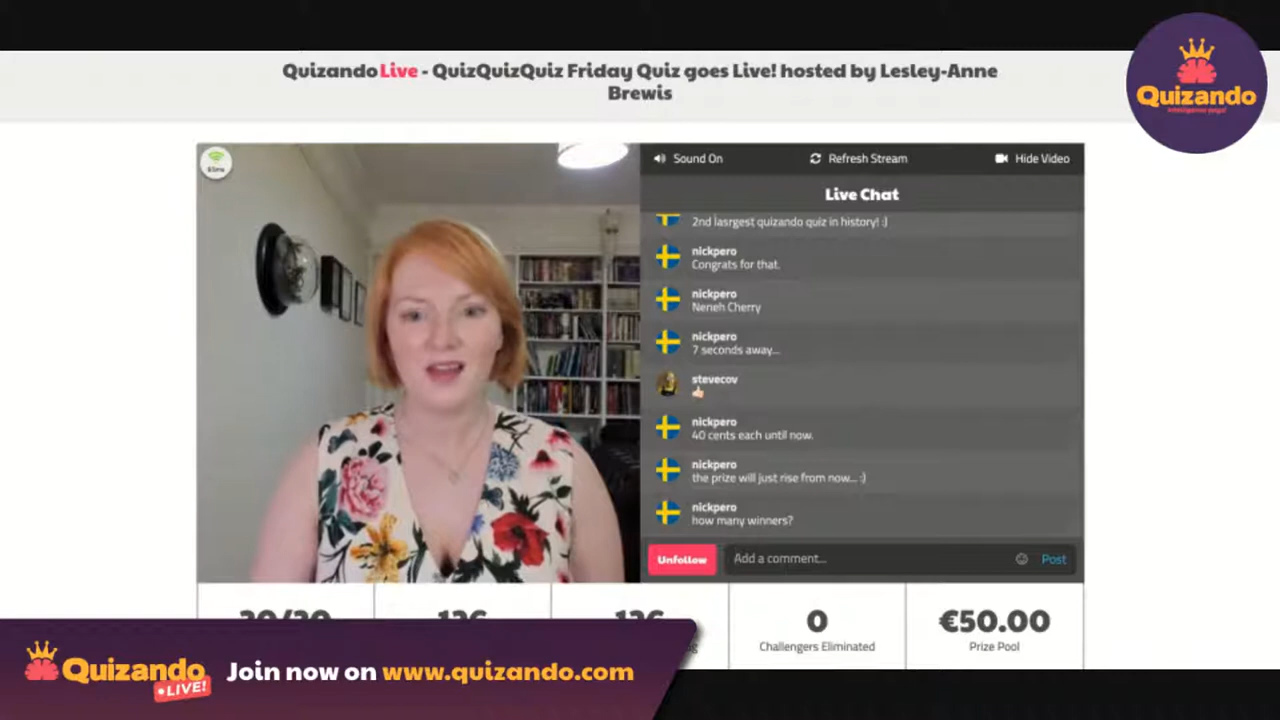 QuizandoLive - QuizQuizQuiz Friday Quiz goes Live! hosted by Lesley-Anne
Brewis
Quizando
Sound On
Refresh Stream
Hide Video
Live Chat
2nd lasrgest quizando quiz in history! :)
nickpero
Congrats for that.
nickpero
Neneh Cherry
nickpero
7 seconds away...
stevecov
nickpero
40 cents each until now.
nickpero
the prize will just rise from now... :)
nickpero
how many winners?
Unfollow
Add a comment...
Post
0
Challengers Eliminated
€50.00
Prize Pool
Quizando
LIVE!
Join now on www.quizando.com